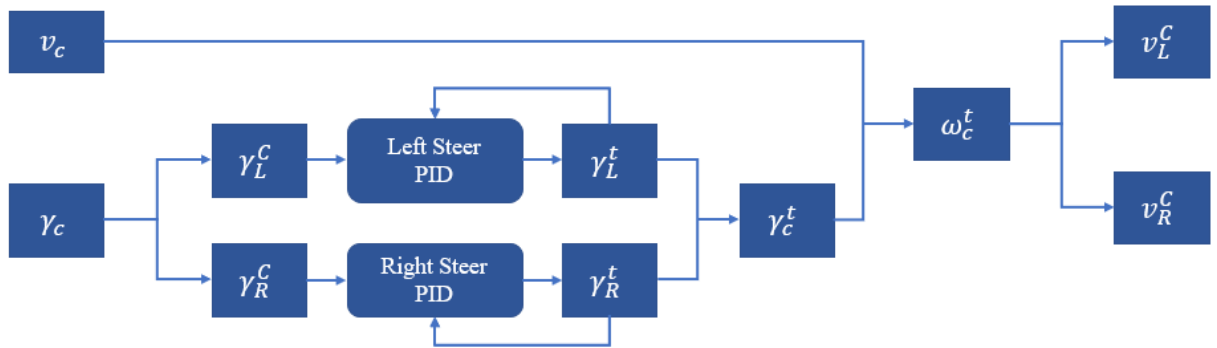 v_c
γ_c
γ_L^C
γ_R^C
Left Steer
PID
Right Steer
PID
γ_L^t
γ_R^t
γ_c^t
ω_c^t
v_L^C
v_R^C